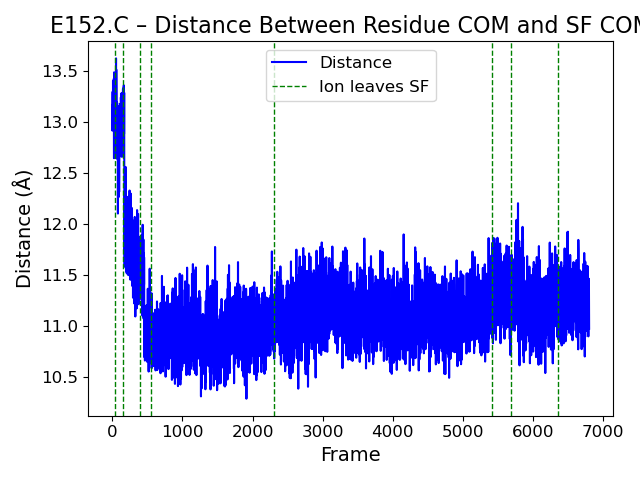 E152.C – Distance Between Residue COM and SF COM
Distance
Ion leaves SF
Distance (Å)
13.5
13.0
12.5
12.0
11.5
11.0
10.5
0 1000 2000 3000 4000 5000 6000 7000
Frame